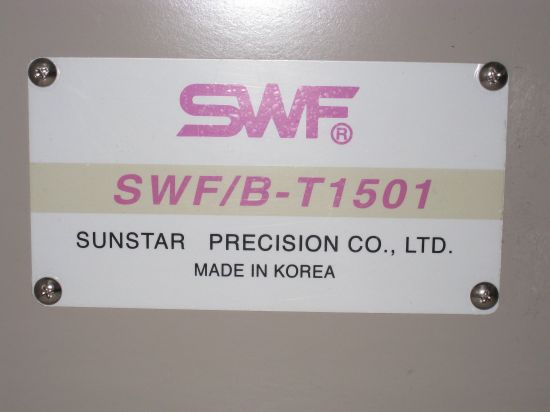 SWF®
SWF/B-T1501
SUNSTAR PRECISION CO., LTD.
MADE IN KOREA